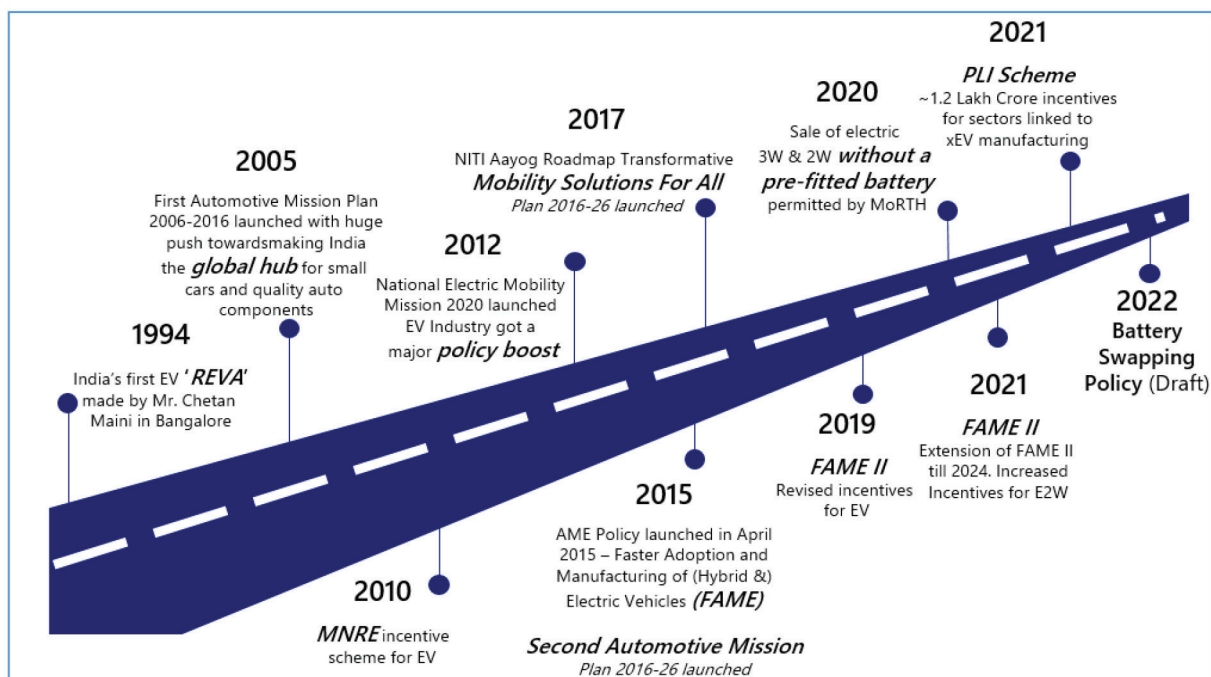 1994
India's first EV 'REVA'
made by Mr. Chetan
Maini in Bangalore
2005
First Automotive Mission Plan
2006-2016 launched with huge
push towardsmaking India
the global hub for small
cars and quality auto
components
2010
MNRE incentive
scheme for EV
2012
National Electric Mobility
Mission 2020 launched
EV Industry got a
major policy boost
2015
AME Policy launched in April
2015 – Faster Adoption and
Manufacturing of (Hybrid &)
Electric Vehicles (FAME)
Second Automotive Mission
Plan 2016-26 launched
2017
NITI Aayog Roadmap Transformative
Mobility Solutions For All
Plan 2016-26 launched
2019
FAME II
Revised incentives
for EV
2020
Sale of electric
3W & 2W without a
pre-fitted battery
permitted by MoRTH
2021
PLI Scheme
~1.2 Lakh Crore incentives
for sectors linked to
xEV manufacturing
2021
FAME II
Extension of FAME II
till 2024. Increased
Incentives for E2W
2022
Battery
Swapping
Policy (Draft)